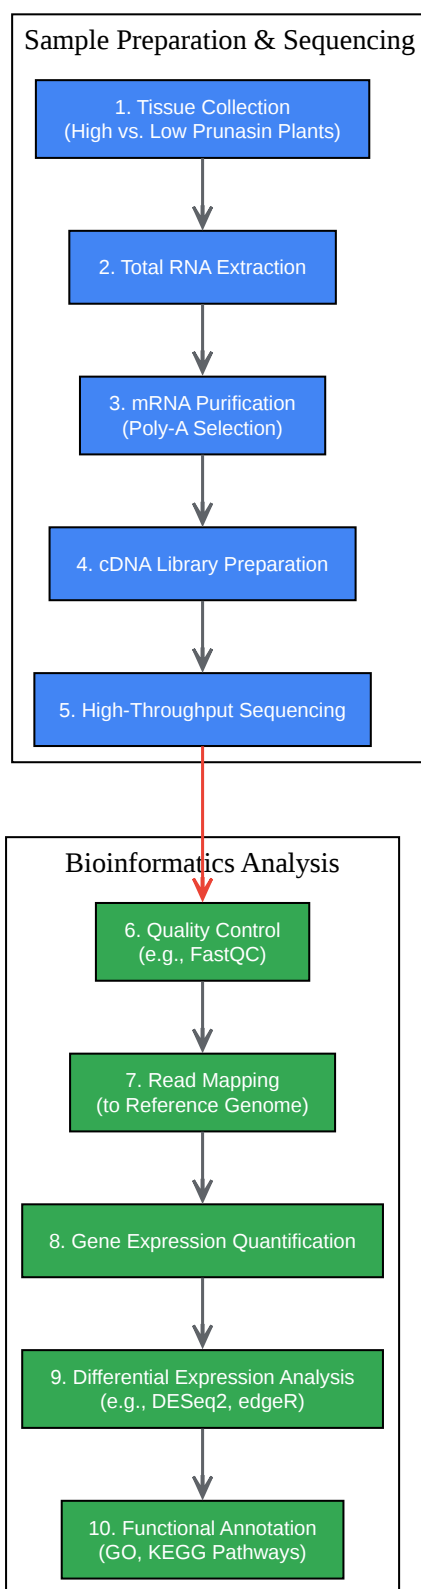 Sample Preparation & Sequencing
1. Tissue Collection
(High vs. Low Prunasin Plants)
2. Total RNA Extraction
3. mRNA Purification
(Poly-A Selection)
4. cDNA Library Preparation
5. High-Throughput Sequencing
Bioinformatics Analysis
6. Quality Control
(e.g., FastQC)
7. Read Mapping
(to Reference Genome)
8. Gene Expression Quantification
9. Differential Expression Analysis
(e.g., DESeq2, edgeR)
10. Functional Annotation
(GO, KEGG Pathways)